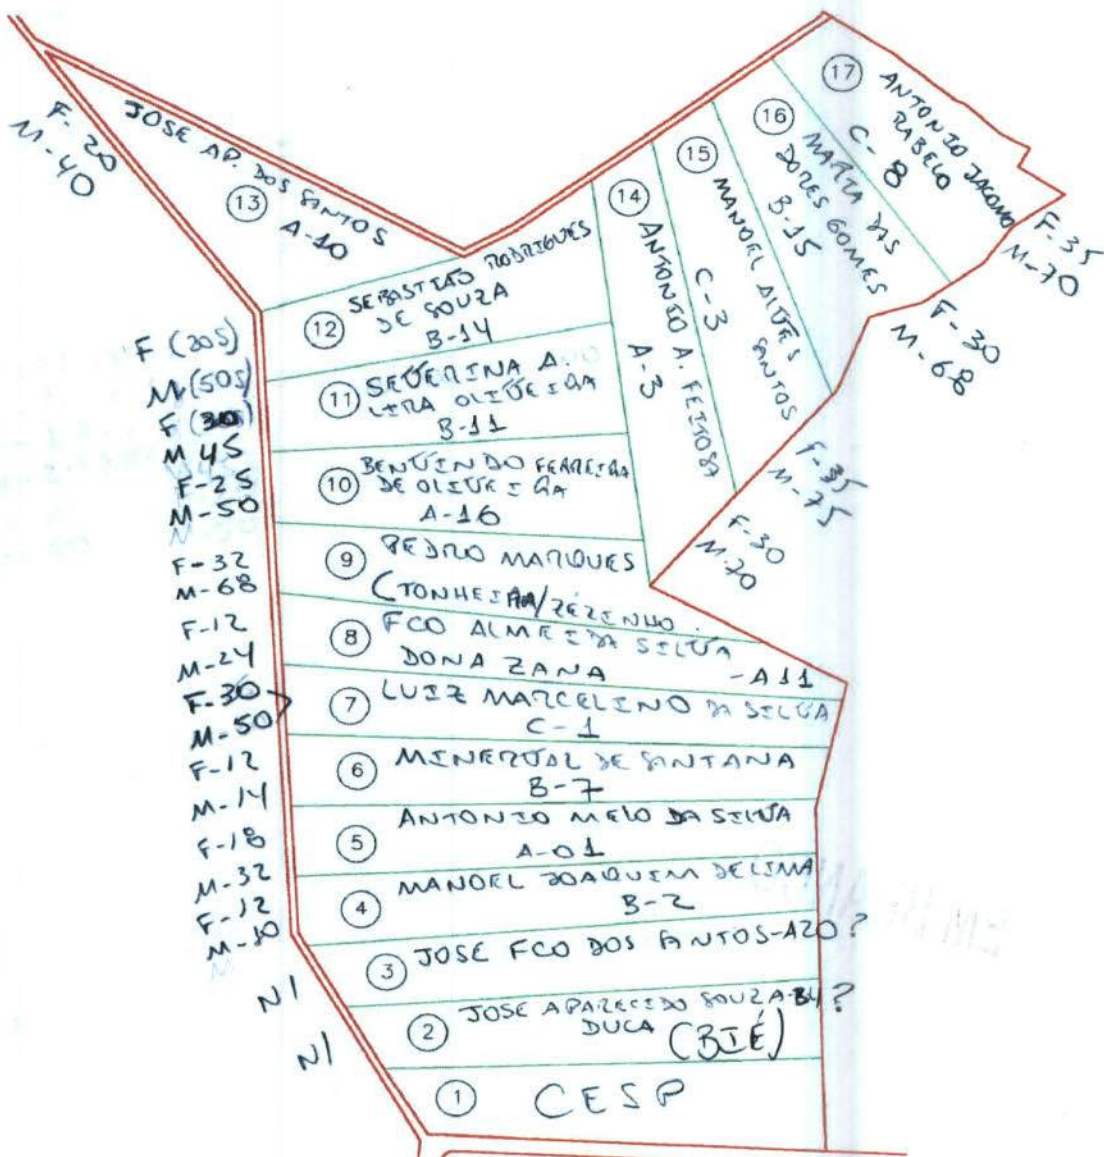 17
ANTONIO JACOMO
RABELO
C-8
F-35
M-70
16
MARIA DAS
DORES GOMES
B-15
F-30
M-68
15
MANOEL ALVES
SANTOS
C-3
F-35
M-75
14
ANTONIO A. FEITOSA
A-3
F-30
M-70
F-20
M-40
JOSE AP. DOS SANTOS
13
A-10
12
SEBASTIÃO RODRIGUES
DE SOUZA
B-14
F (20S)
M (50S)
11
SEVERINA A.
LIRA OLIVEIRA
B-11
F (30)
M 45
10
BENVINDO FERREIRA
DE OLIVEIRA
A-16
F-25
M-50
9
PEDRO MARQUES
(TONHEIRA/ZÉZINHO
F-32
M-68
8
FCO ALMEIDA SILVA
DONA ZANA -A11
F-12
M-24
7
LUIZ MARCELINO DA SILVA
C-1
F-30
M-50
6
MINERVAL DE SANTANA
B-7
F-12
M-14
5
ANTONIO MELO DA SILVA
A-01
F-18
M-32
4
MANOEL JOAQUIM DE LIMA
B-2
F-12
M-10
3
JOSE FCO DOS SANTOS-A20?
NI
2
JOSE APARECIDO SOUZA ?
DUCA (BIÉ)
NI
1
CESP